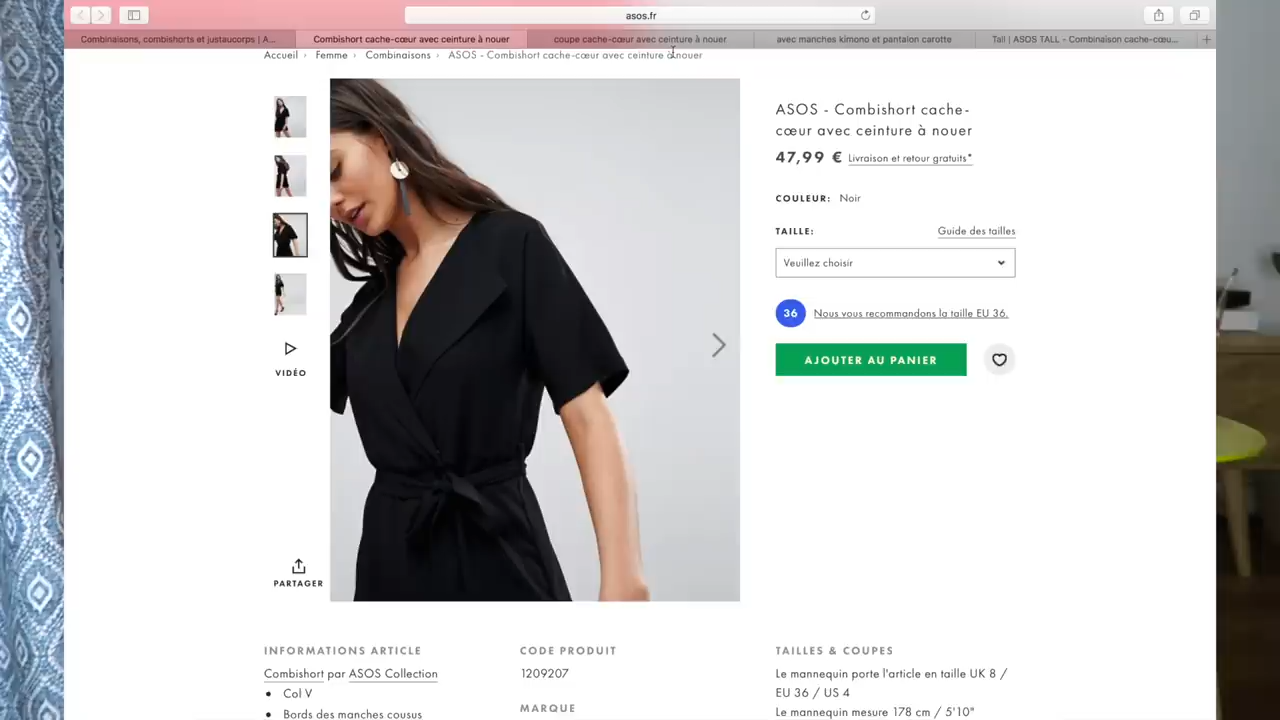 asos.fr
Combinaisons, combishorts et justaucorps | A...
Combishort cache-cœur avec ceinture à nouer
coupe cache-cœur avec ceinture à nouer
avec manches kimono et pantalon carotte
Tall | ASOS TALL - Combinaison cache-cœu...
Accueil › Femme › Combinaisons › ASOS - Combishort cache-cœur avec ceinture à nouer
ASOS - Combishort cache-
cœur avec ceinture à nouer
47,99 € Livraison et retour gratuits*
COULEUR: Noir
TAILLE: Guide des tailles
Veuillez choisir
36 Nous vous recommandons la taille EU 36.
AJOUTER AU PANIER
VIDÉO
PARTAGER
INFORMATIONS ARTICLE
Combishort par ASOS Collection
• Col V
• Bords des manches cousus
CODE PRODUIT
1209207
MARQUE
TAILLES & COUPES
Le mannequin porte l'article en taille UK 8 /
EU 36 / US 4
Le mannequin mesure 178 cm / 5'10"